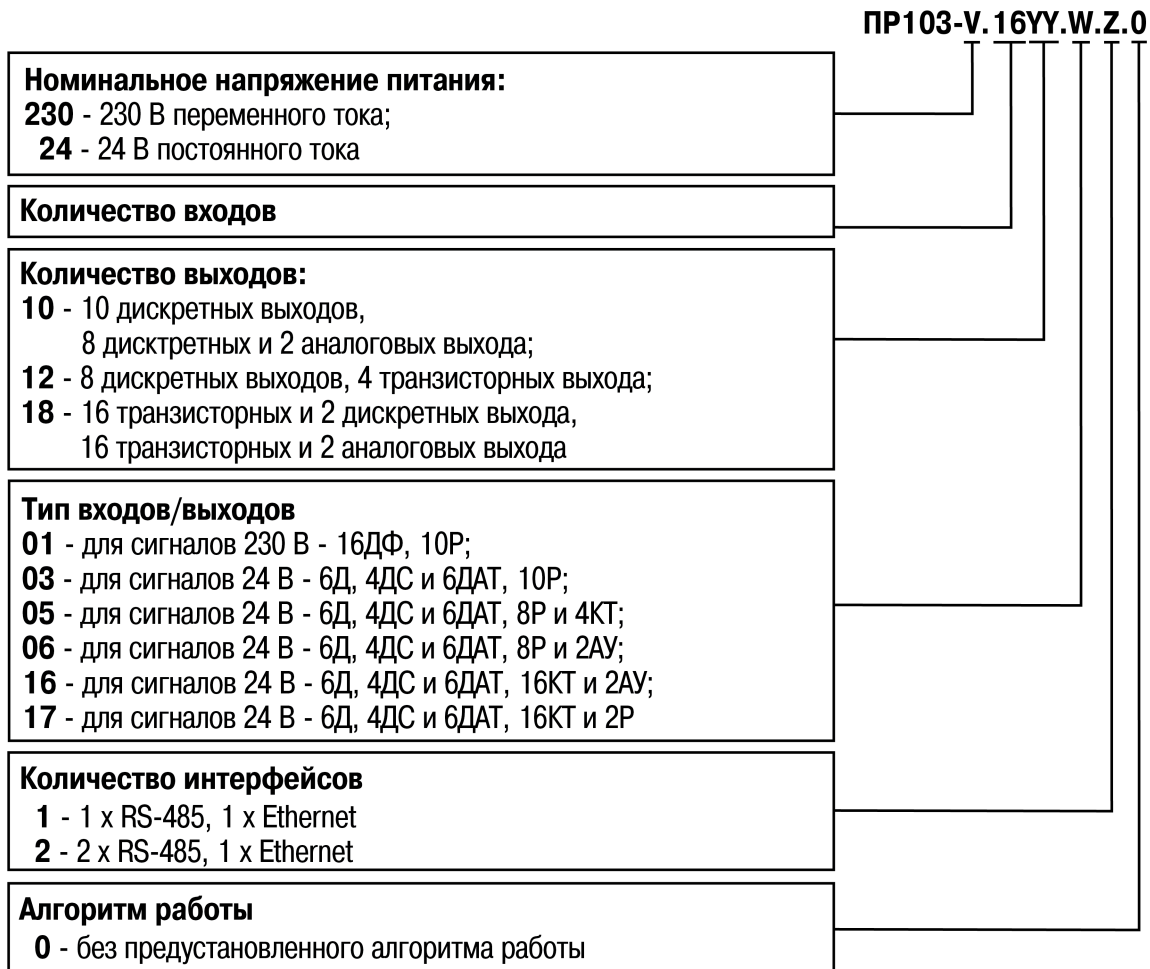 ПР103-V.16YY.W.Z.0
Номинальное напряжение питания:
230 - 230 В переменного тока;
24 - 24 В постоянного тока
Количество входов
Количество выходов:
10 - 10 дискретных выходов,
8 дисктретных и 2 аналоговых выхода;
12 - 8 дискретных выходов, 4 транзисторных выхода;
18 - 16 транзисторных и 2 дискретных выхода,
16 транзисторных и 2 аналоговых выхода
Тип входов/выходов
01 - для сигналов 230 В - 16ДФ, 10Р;
03 - для сигналов 24 В - 6Д, 4ДС и 6ДАТ, 10Р;
05 - для сигналов 24 В - 6Д, 4ДС и 6ДАТ, 8Р и 4КТ;
06 - для сигналов 24 В - 6Д, 4ДС и 6ДАТ, 8Р и 2АУ;
16 - для сигналов 24 В - 6Д, 4ДС и 6ДАТ, 16КТ и 2АУ;
17 - для сигналов 24 В - 6Д, 4ДС и 6ДАТ, 16КТ и 2Р
Количество интерфейсов
1 - 1 x RS-485, 1 x Ethernet
2 - 2 x RS-485, 1 x Ethernet
Алгоритм работы
0 - без предустановленного алгоритма работы